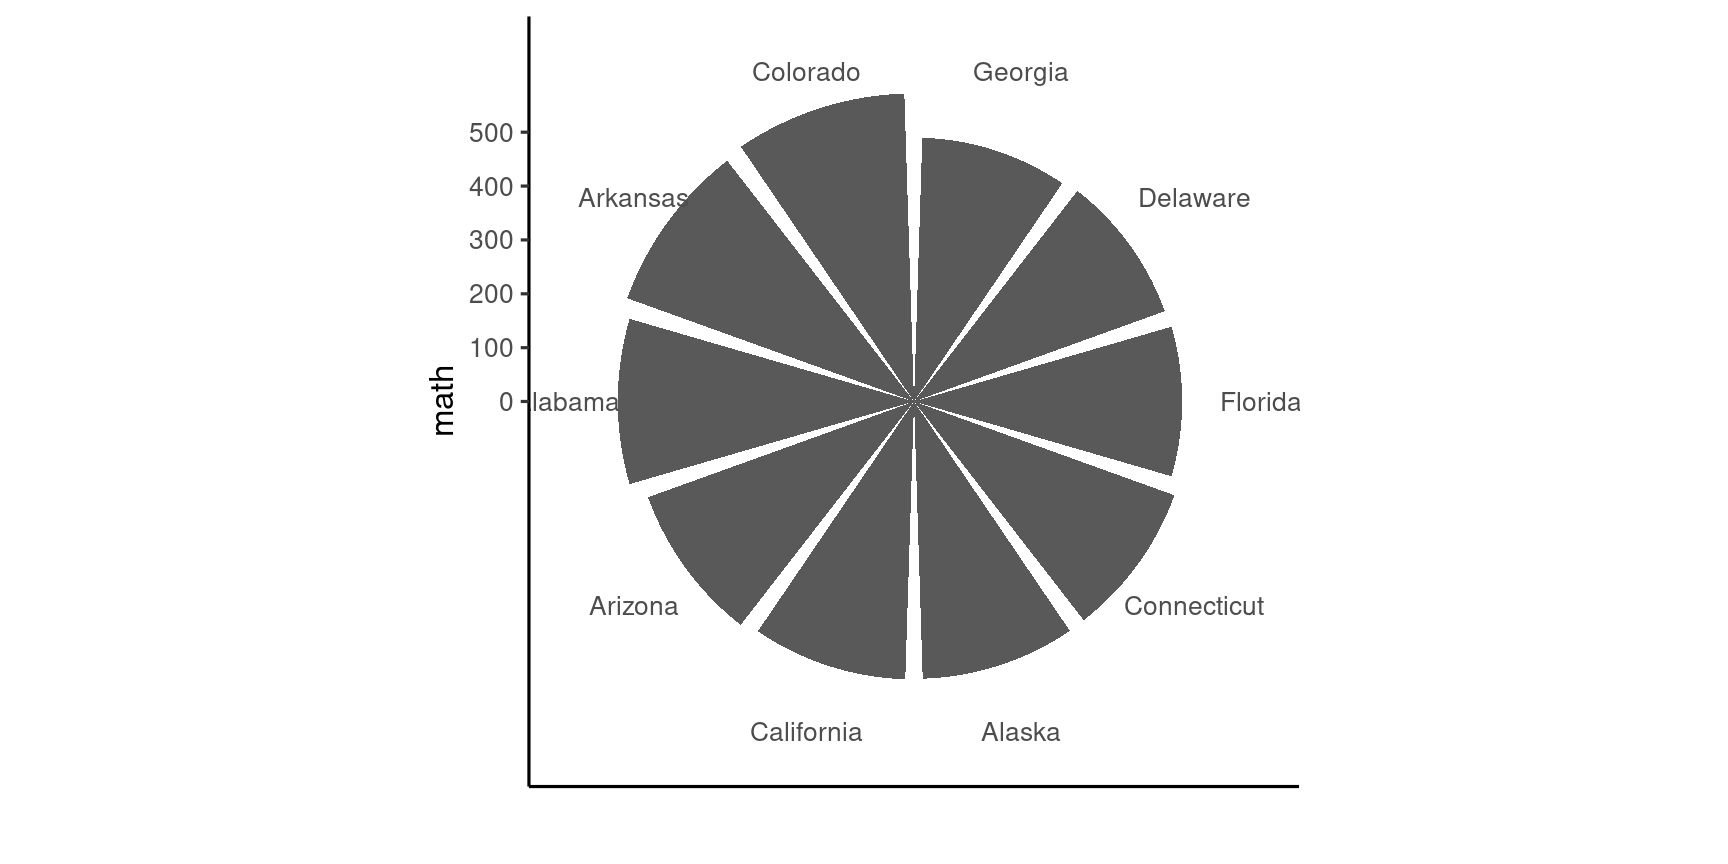 Colorado
Georgia
500
400
Arkansas
Delaware
300
200
100
math
0
labama
Florida
Arizona
Connecticut
California
Alaska